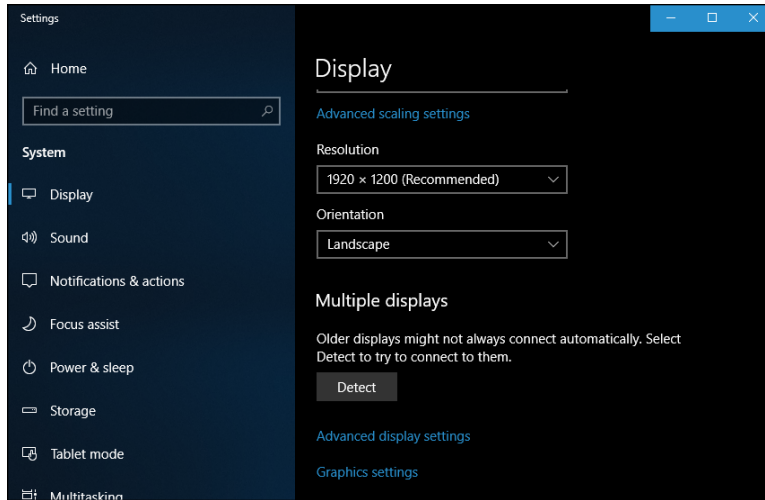 Settings
Home
Find a setting
System
Display
Sound
Notifications & actions
Focus assist
Power & sleep
Storage
Tablet mode
Multitasking
Display
Advanced scaling settings
Resolution
1920 × 1200 (Recommended)
Orientation
Landscape
Multiple displays
Older displays might not always connect automatically. Select
Detect to try to connect to them.
Detect
Advanced display settings
Graphics settings